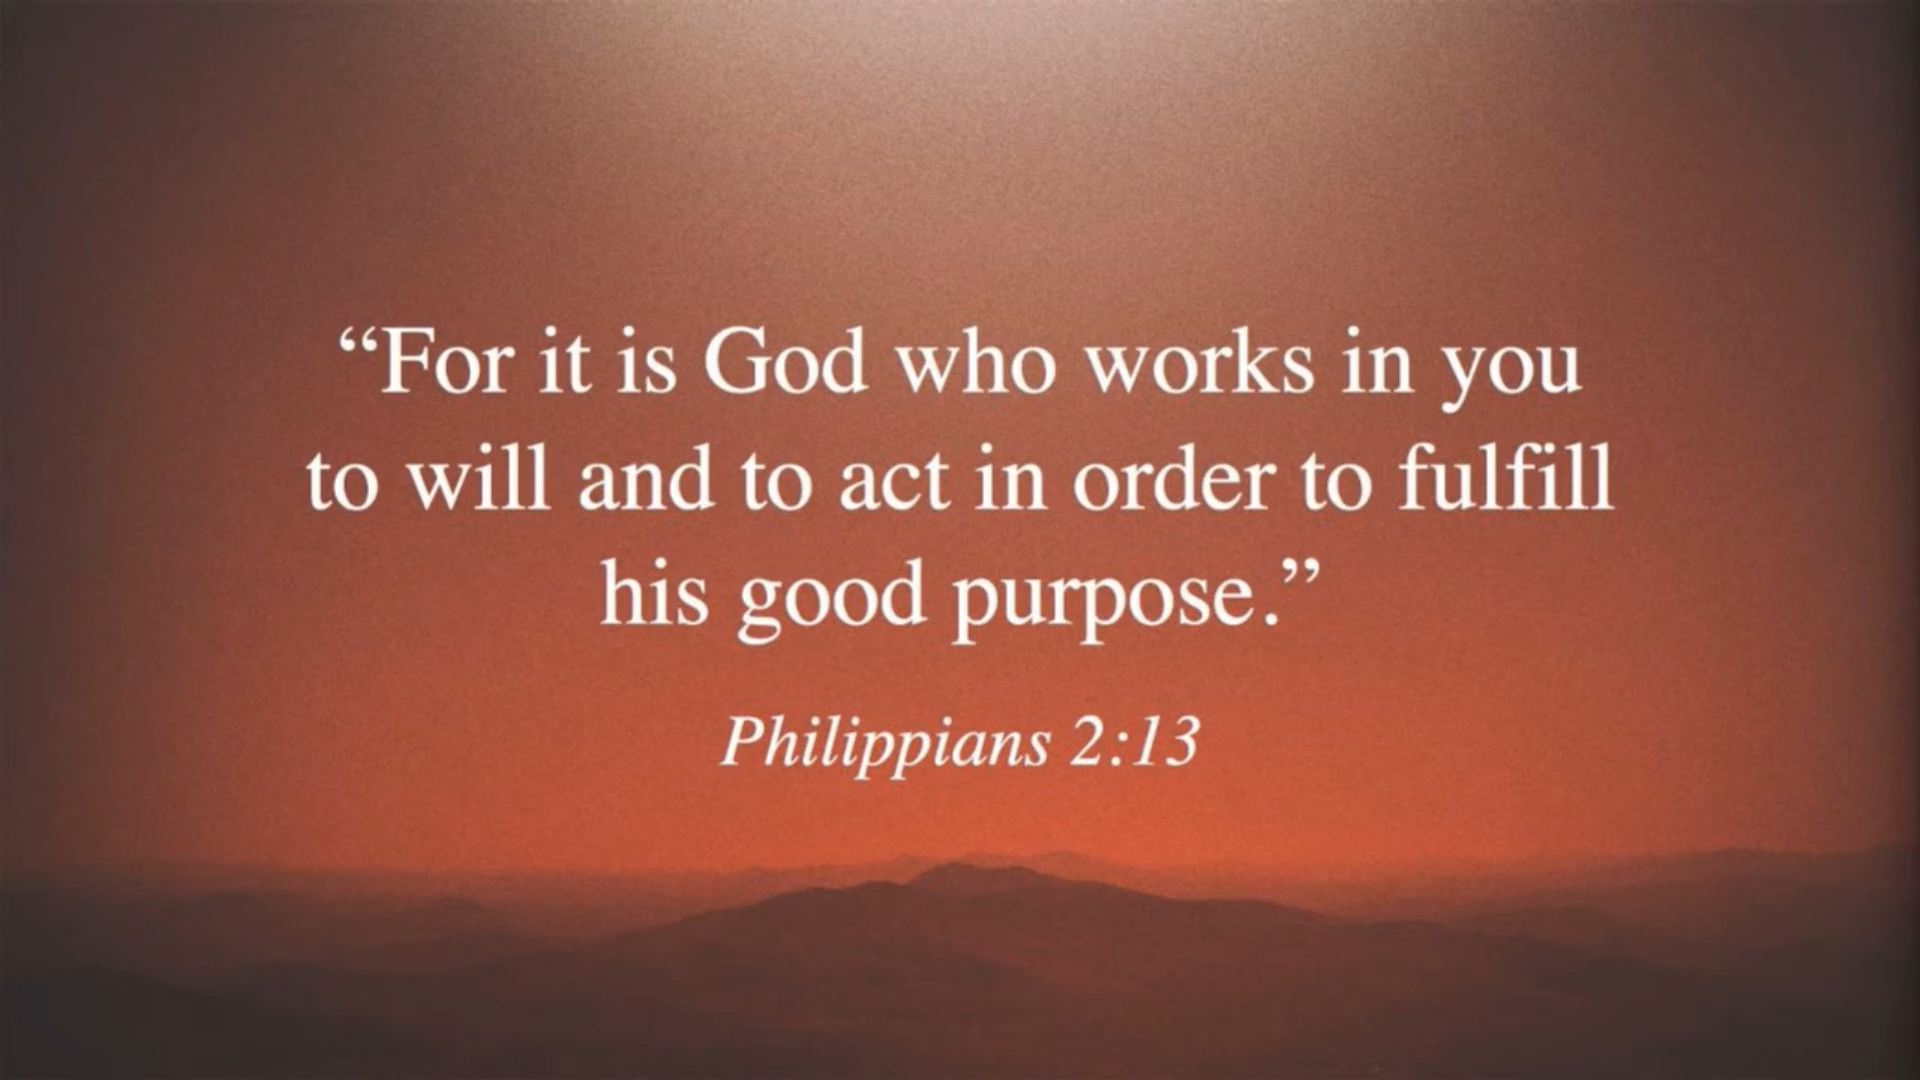 “For it is God who works in you
to will and to act in order to fulfill
his good purpose.”
Philippians 2:13